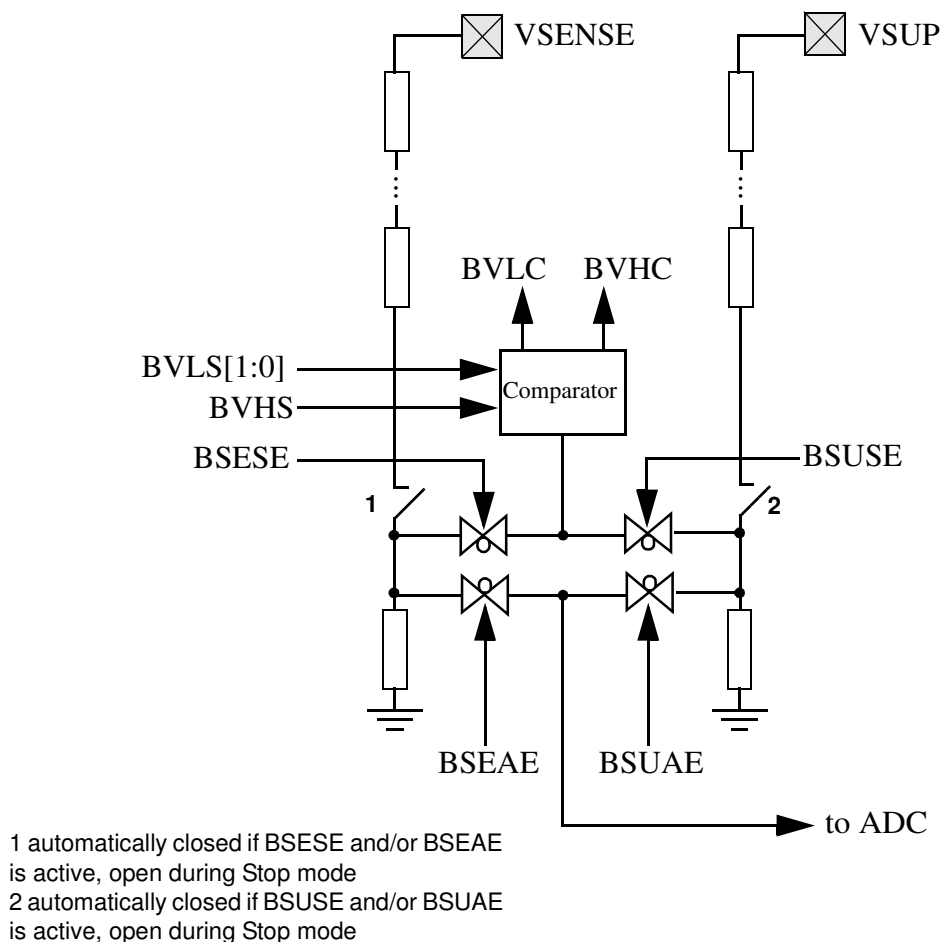 VSENSE
VSUP
BVLC
BVHC
BVLS[1:0]
Comparator
BVHS
BSESE
BSUSE
1
2
BSEAE
BSUAE
to ADC
1 automatically closed if BSESE and/or BSEAE
is active, open during Stop mode
2 automatically closed if BSUSE and/or BSUAE
is active, open during Stop mode